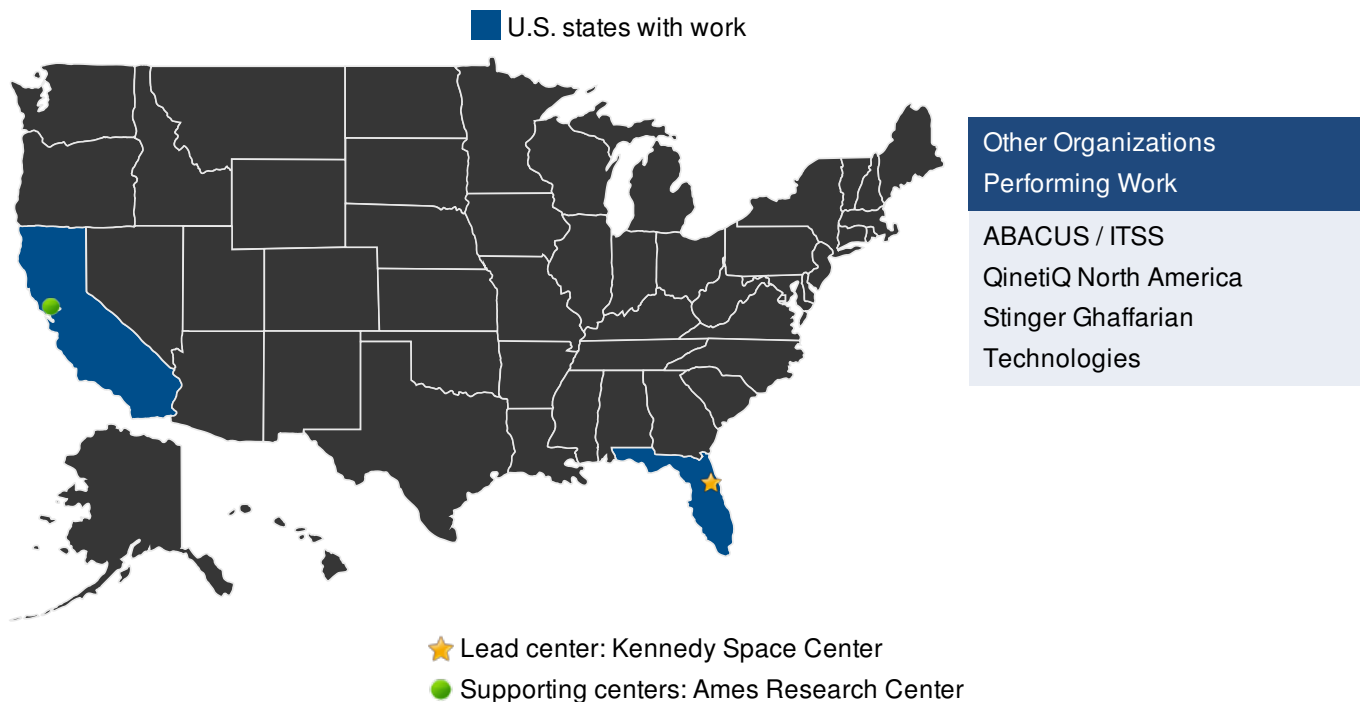 U.S. states with work
Other Organizations
Performing Work
ABACUS / ITSS
QinetiQ North America
Stinger Ghaffarian
Technologies
Lead center: Kennedy Space Center
Supporting centers: Ames Research Center